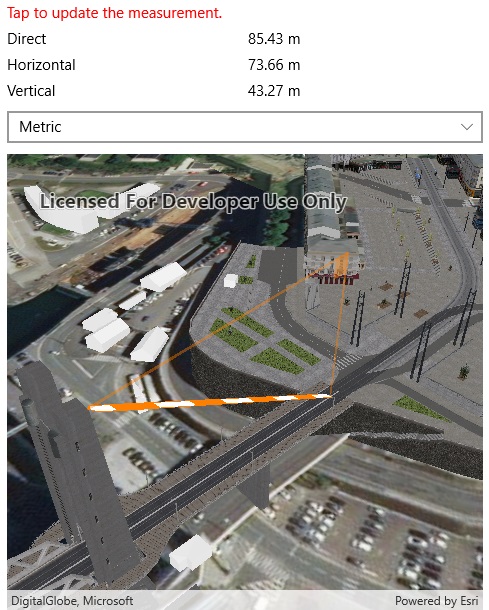 Tap to update the measurement.
Direct 85.43 m
Horizontal 73.66 m
Vertical 43.27 m
Metric
Licensed For Developer Use Only
DigitalGlobe, Microsoft Powered by Esri